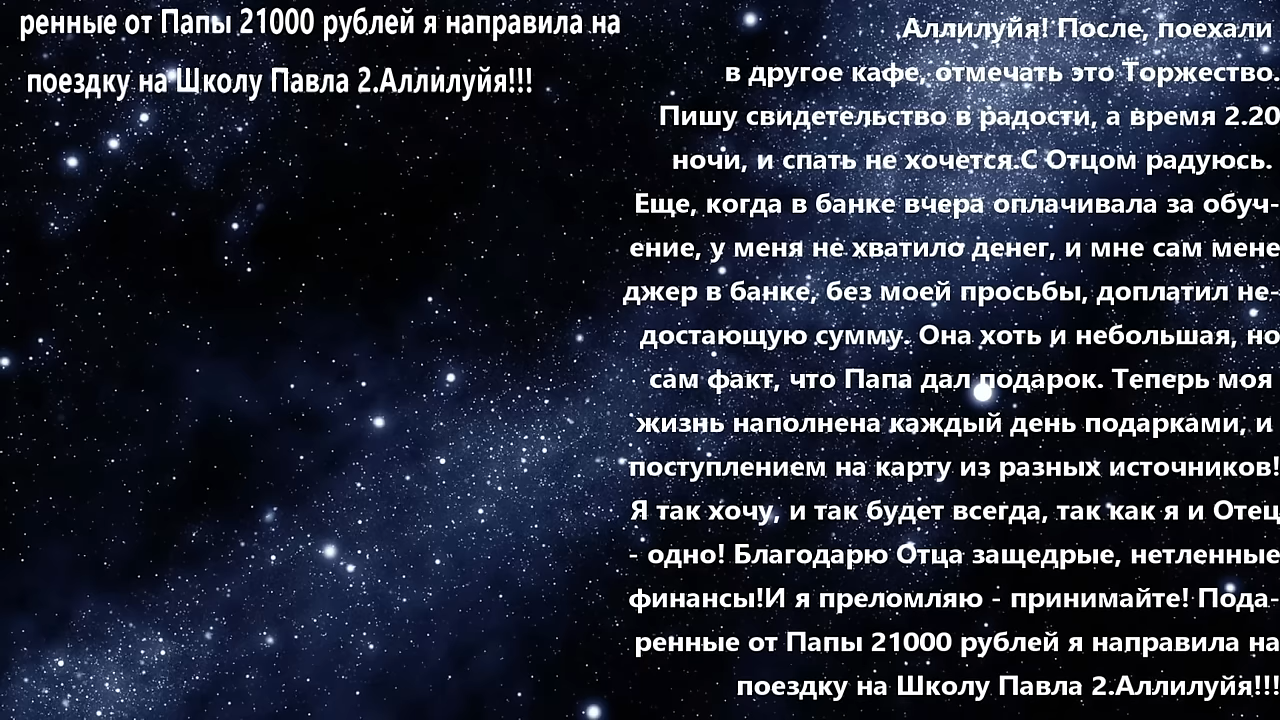 ренные от Папы 21000 рублей я направила на
поездку на Школу Павла 2.Аллилуйя!!!
Аллилуйя! После, поехали
в другое кафе, отмечать это Торжество.
Пишу свидетельство в радости, а время 2.20
ночи, и спать не хочется.С Отцом радуюсь.
Еще, когда в банке вчера оплачивала за обуч-
ение, у меня не хватило денег, и мне сам мене
джер в банке, без моей просьбы, доплатил не-
достающую сумму. Она хоть и небольшая, но
сам факт, что Папа дал подарок. Теперь моя
жизнь наполнена каждый день подарками, и
поступлением на карту из разных источников!
Я так хочу, и так будет всегда, так как я и Отец
- одно! Благодарю Отца защедрые, нетленные
финансы!И я преломляю - принимайте! Пода-
ренные от Папы 21000 рублей я направила на
поездку на Школу Павла 2.Аллилуйя!!!